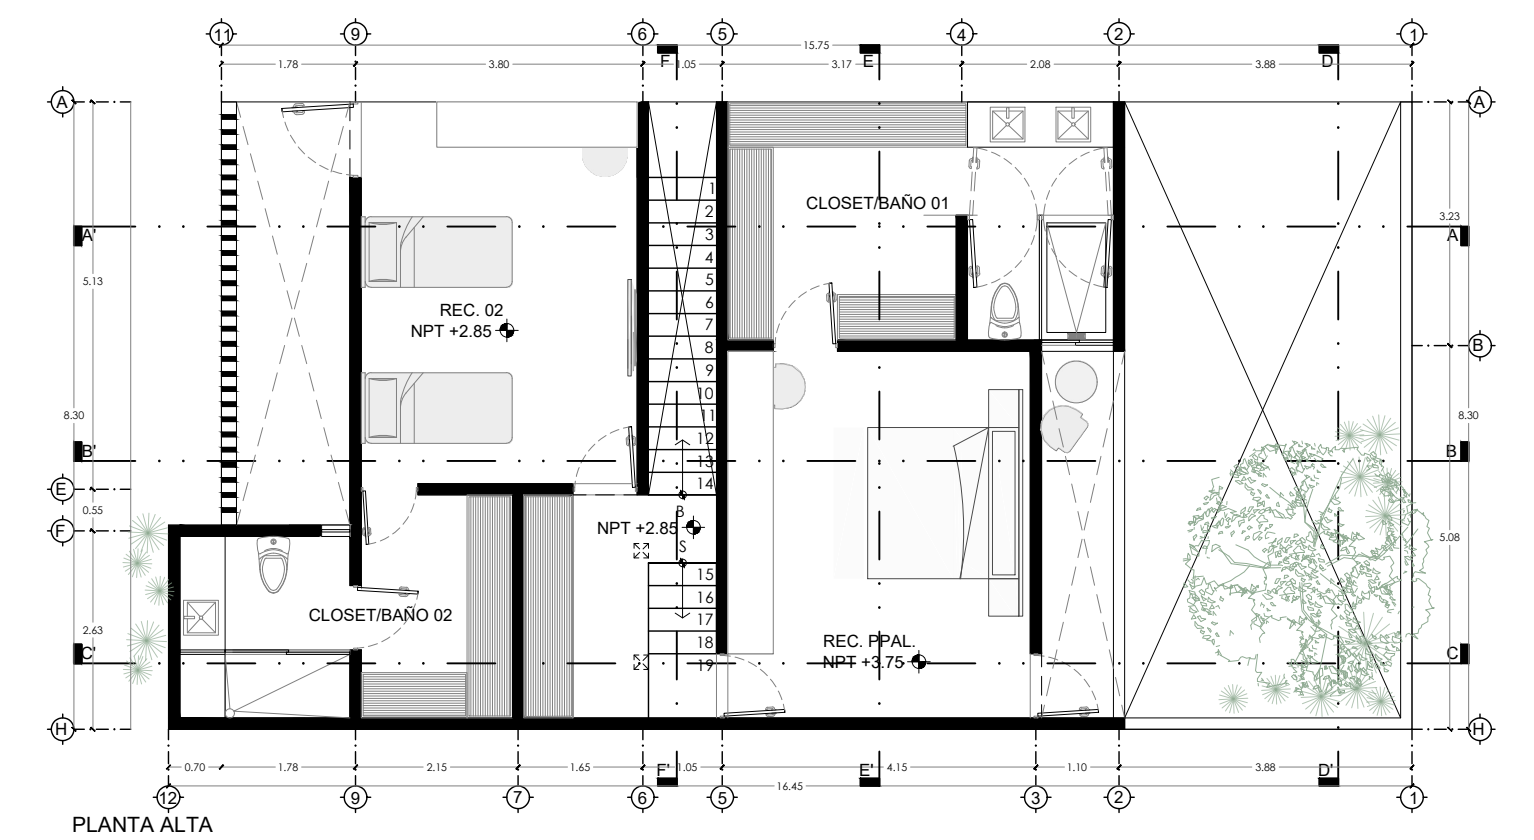 11 9 6 5 4 2 1
15.75
1.78 3.80 F 1.05 3.17 E 2.08 3.88 D
A A
1
2
CLOSET/BAÑO 01
3.23
A' 3 A
4
5.13 5
REC. 02 6
NPT +2.85 7
8 B
9
10
8.30 11 8.30
12
B' 13 B
E 14
0.55 B
F NPT +2.85
S 5.08
15
16
CLOSET/BAÑO 02 17
2.63 18 REC. PPAL.
C' 19 NPT +3.75 C
H H
0.70 1.78 2.15 1.65 F' 1.05 E' 4.15 1.10 3.88 D'
16.45
12 9 7 6 5 3 2 1
PLANTA ALTA